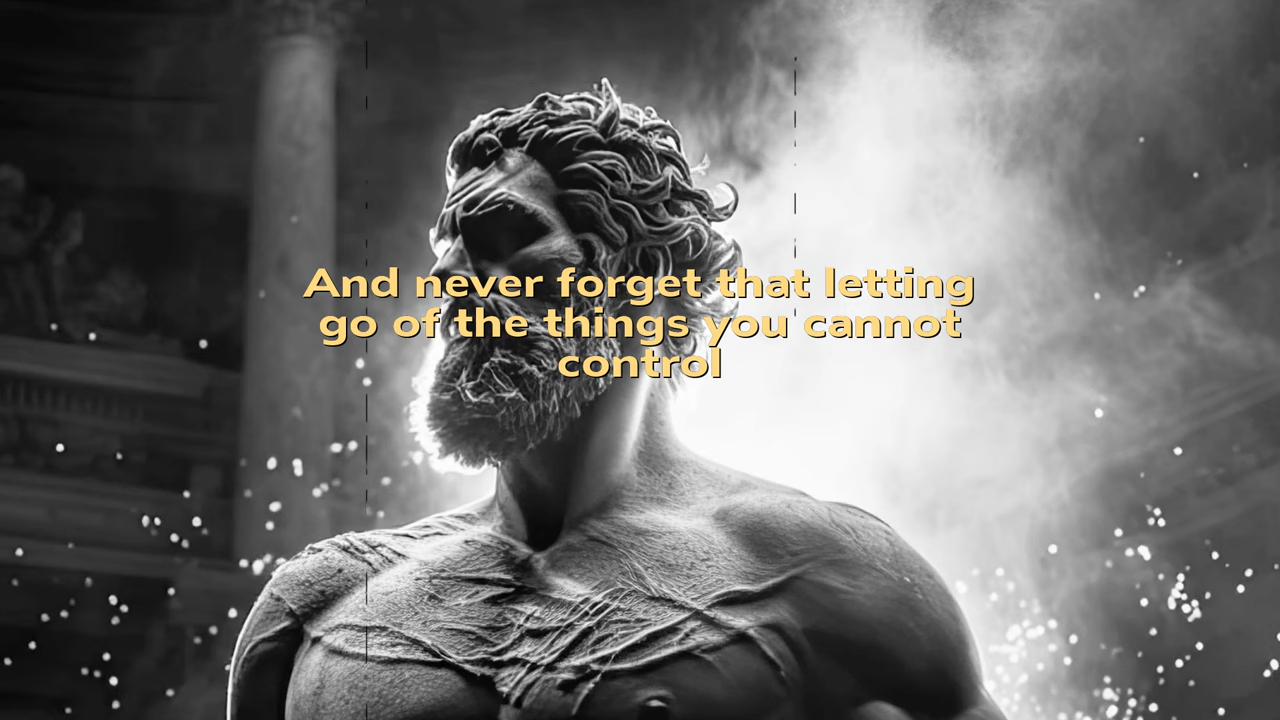 And never forget that letting
go of the things you cannot
control